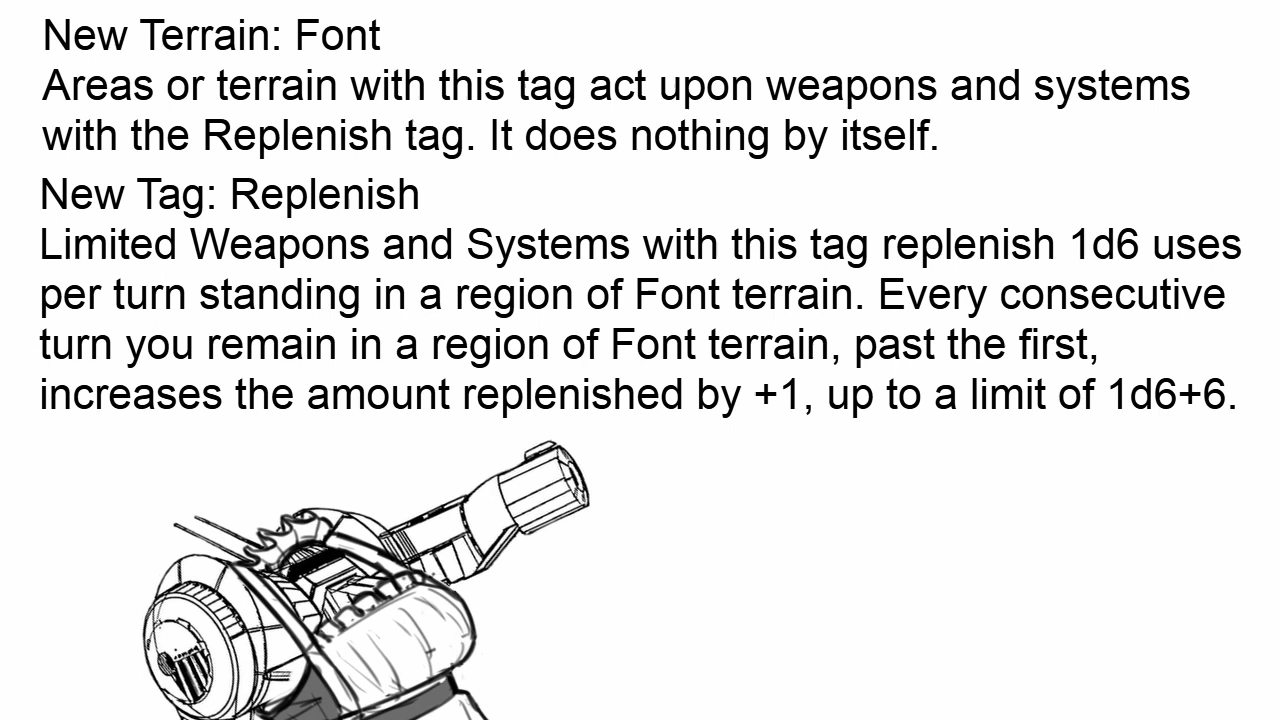 New Terrain: Font
Areas or terrain with this tag act upon weapons and systems
with the Replenish tag. It does nothing by itself.
New Tag: Replenish
Limited Weapons and Systems with this tag replenish 1d6 uses
per turn standing in a region of Font terrain. Every consecutive
turn you remain in a region of Font terrain, past the first,
increases the amount replenished by +1, up to a limit of 1d6+6.